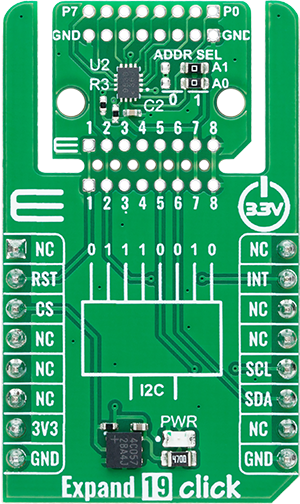 P7 P0
GND GND
ADDR SEL
U2 A1
R3 A0
C2 0 1
1 2 3 4 5 6 7 8
1 2 3 4 5 6 7 8
3.3V
NC 0 1 1 1 0 0 1 0 NC
RST INT
CS NC
NC NC
NC SCL
NC SDA
I2C
3V3 PWR NC
4C057
28A4J
4700
GND GND
Expand 19 click